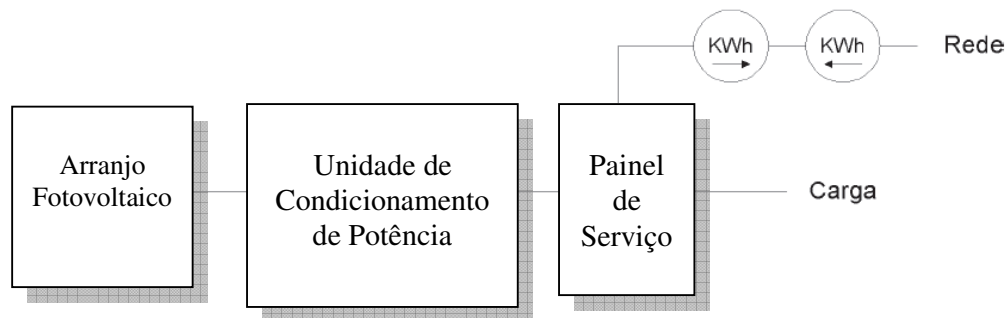 KWh
KWh
Rede
Arranjo
Fotovoltaico
Unidade de
Condicionamento
de Potência
Painel
de
Serviço
Carga